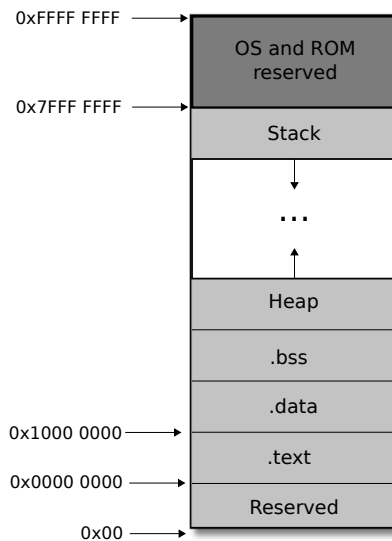 0xFFFF FFFF
OS and ROM
reserved
0x7FFF FFFF
Stack
...
Heap
.bss
.data
0x1000 0000
.text
0x0000 0000
Reserved
0x00